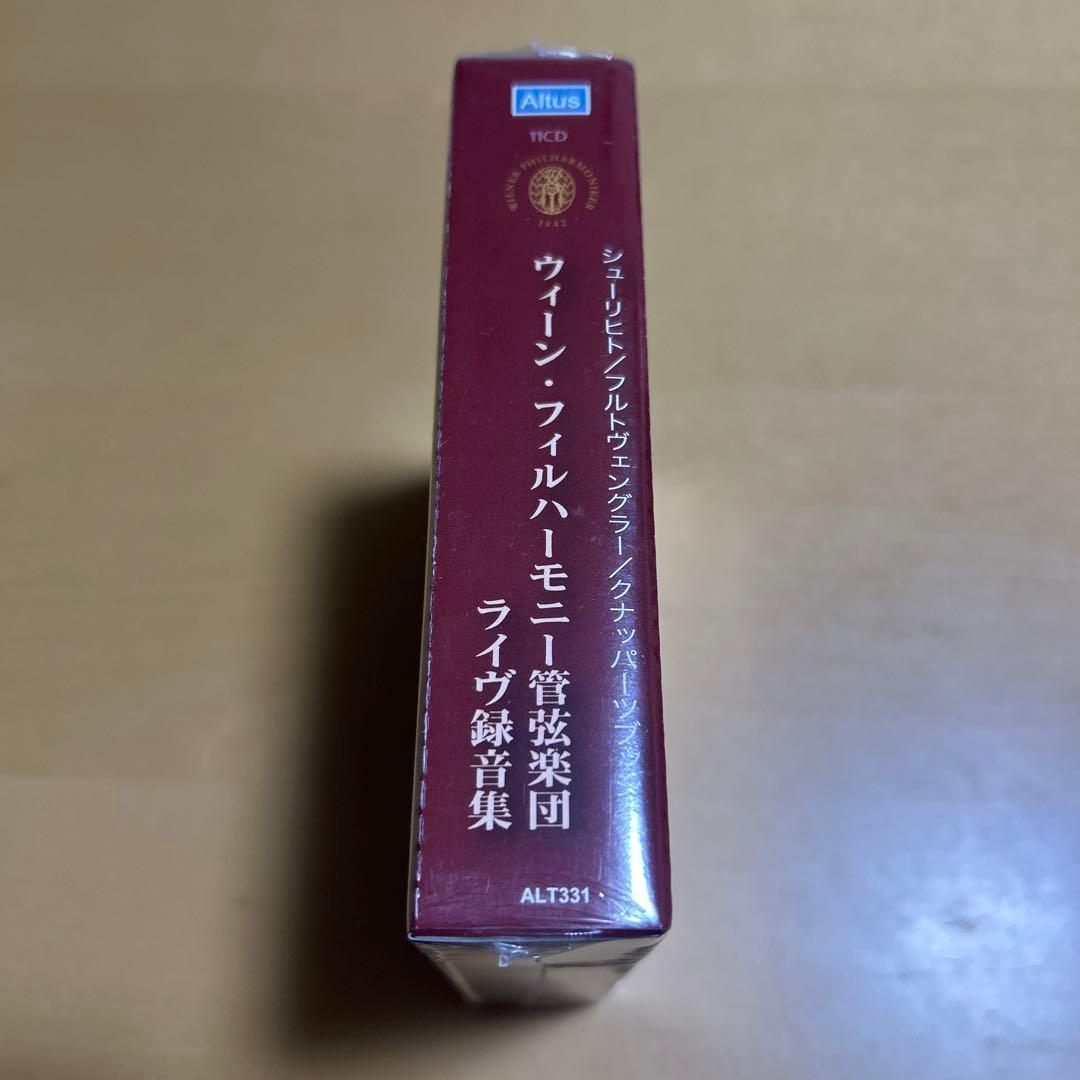 Altus
11CD
WIENER PHILHARMONIKER
1842
シューリヒト/フルトヴェングラー/クナッパーツブッシュ
ウィーン・フィルハーモニー管弦楽団
ライヴ録音集
ALT331